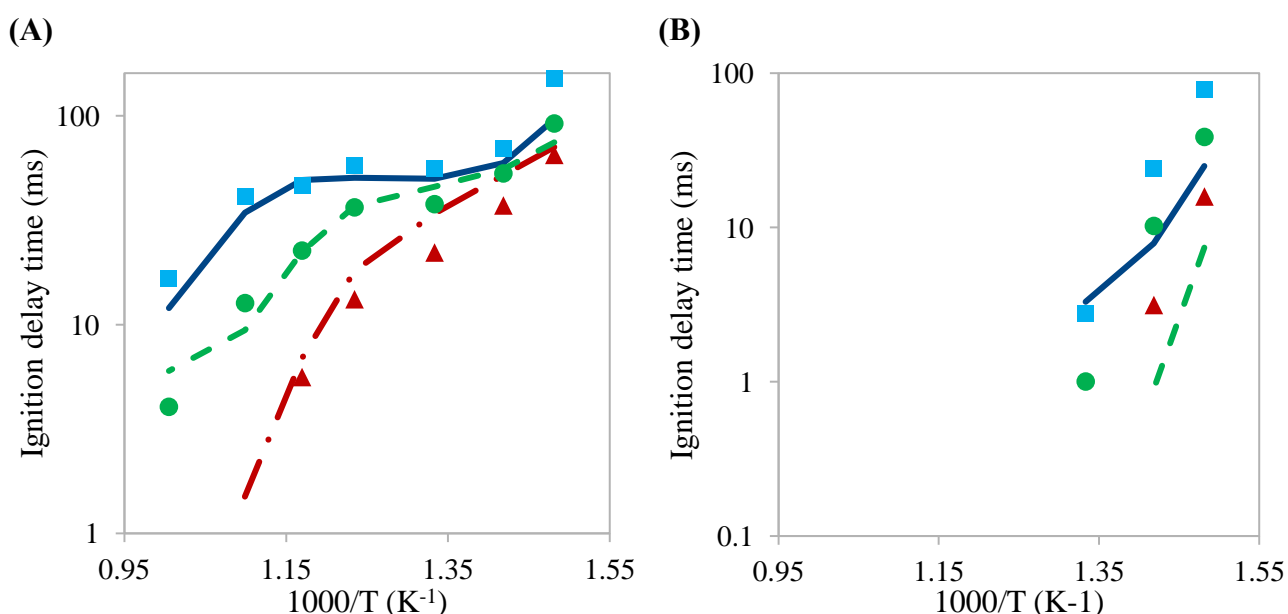 (A)
Ignition delay time (ms)
100
10
1
0.95 1.15 1.35 1.55
1000/T (K⁻¹)
(B)
Ignition delay time (ms)
100
10
1
0.1
0.95 1.15 1.35 1.55
1000/T (K-1)